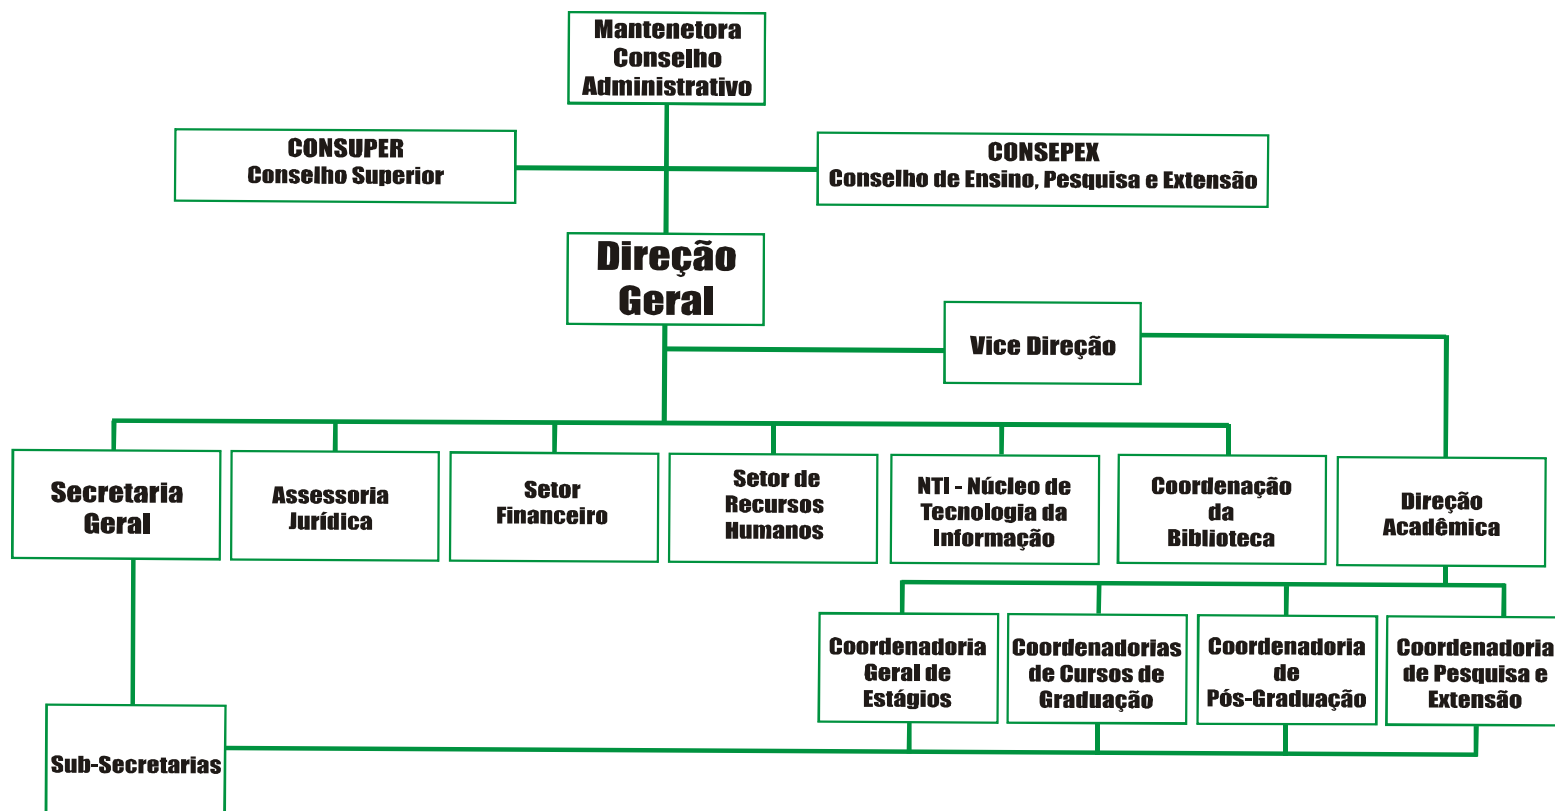 Mantenetora
Conselho
Administrativo
CONSUPER
Conselho Superior
CONSEPEX
Conselho de Ensino, Pesquisa e Extensão
Direção
Geral
Vice Direção
Secretaria
Geral
Assessoria
Jurídica
Setor
Financeiro
Setor de
Recursos
Humanos
NTI - Núcleo de
Tecnologia da
Informação
Coordenação
da
Biblioteca
Direção
Acadêmica
Coordenadoria
Geral de
Estágios
Coordenadorias
de Cursos de
Graduação
Coordenadoria
de
Pós-Graduação
Coordenadoria
de Pesquisa e
Extensão
Sub-Secretarias